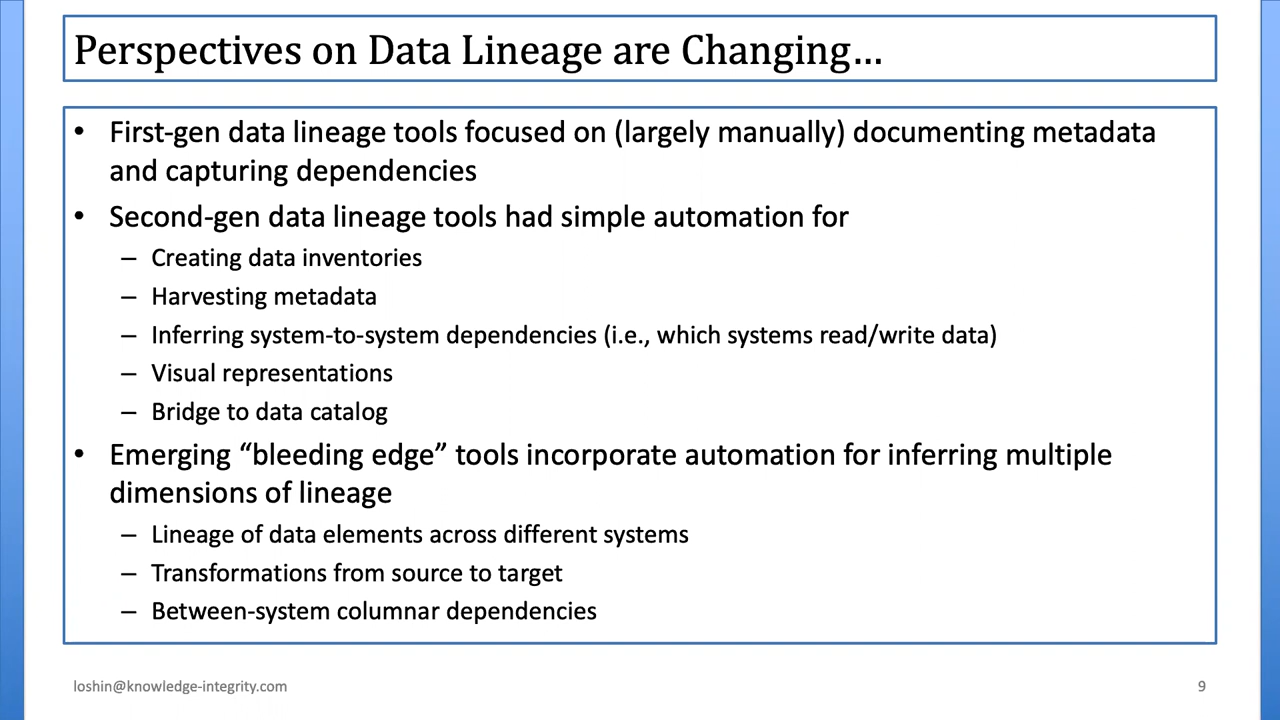 Perspectives on Data Lineage are Changing…
• First-gen data lineage tools focused on (largely manually) documenting metadata
and capturing dependencies
• Second-gen data lineage tools had simple automation for
– Creating data inventories
– Harvesting metadata
– Inferring system-to-system dependencies (i.e., which systems read/write data)
– Visual representations
– Bridge to data catalog
• Emerging “bleeding edge” tools incorporate automation for inferring multiple
dimensions of lineage
– Lineage of data elements across different systems
– Transformations from source to target
– Between-system columnar dependencies
loshin@knowledge-integrity.com
9